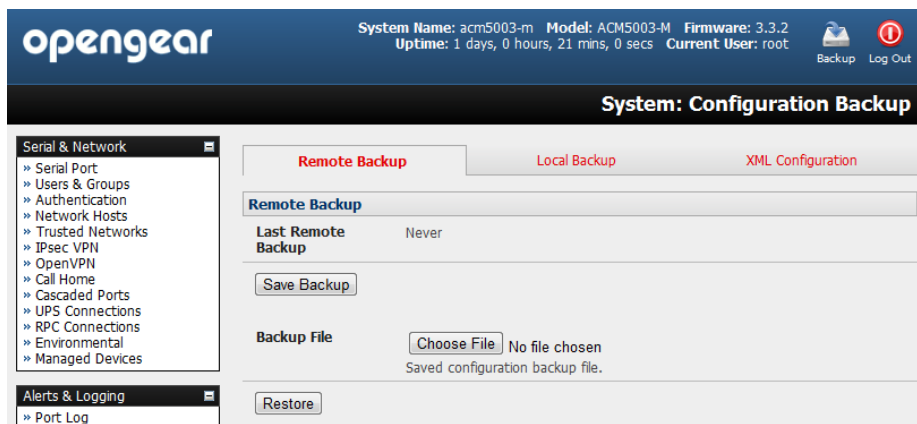 opengear
System Name: acm5003-m Model: ACM5003-M Firmware: 3.3.2
Uptime: 1 days, 0 hours, 21 mins, 0 secs Current User: root
Backup Log Out
System: Configuration Backup
Serial & Network
» Serial Port
» Users & Groups
» Authentication
» Network Hosts
» Trusted Networks
» IPsec VPN
» OpenVPN
» Call Home
» Cascaded Ports
» UPS Connections
» RPC Connections
» Environmental
» Managed Devices
Alerts & Logging
» Port Log
Remote Backup Local Backup XML Configuration
Remote Backup
Last Remote Backup Never
Save Backup
Backup File Choose File No file chosen
Saved configuration backup file.
Restore